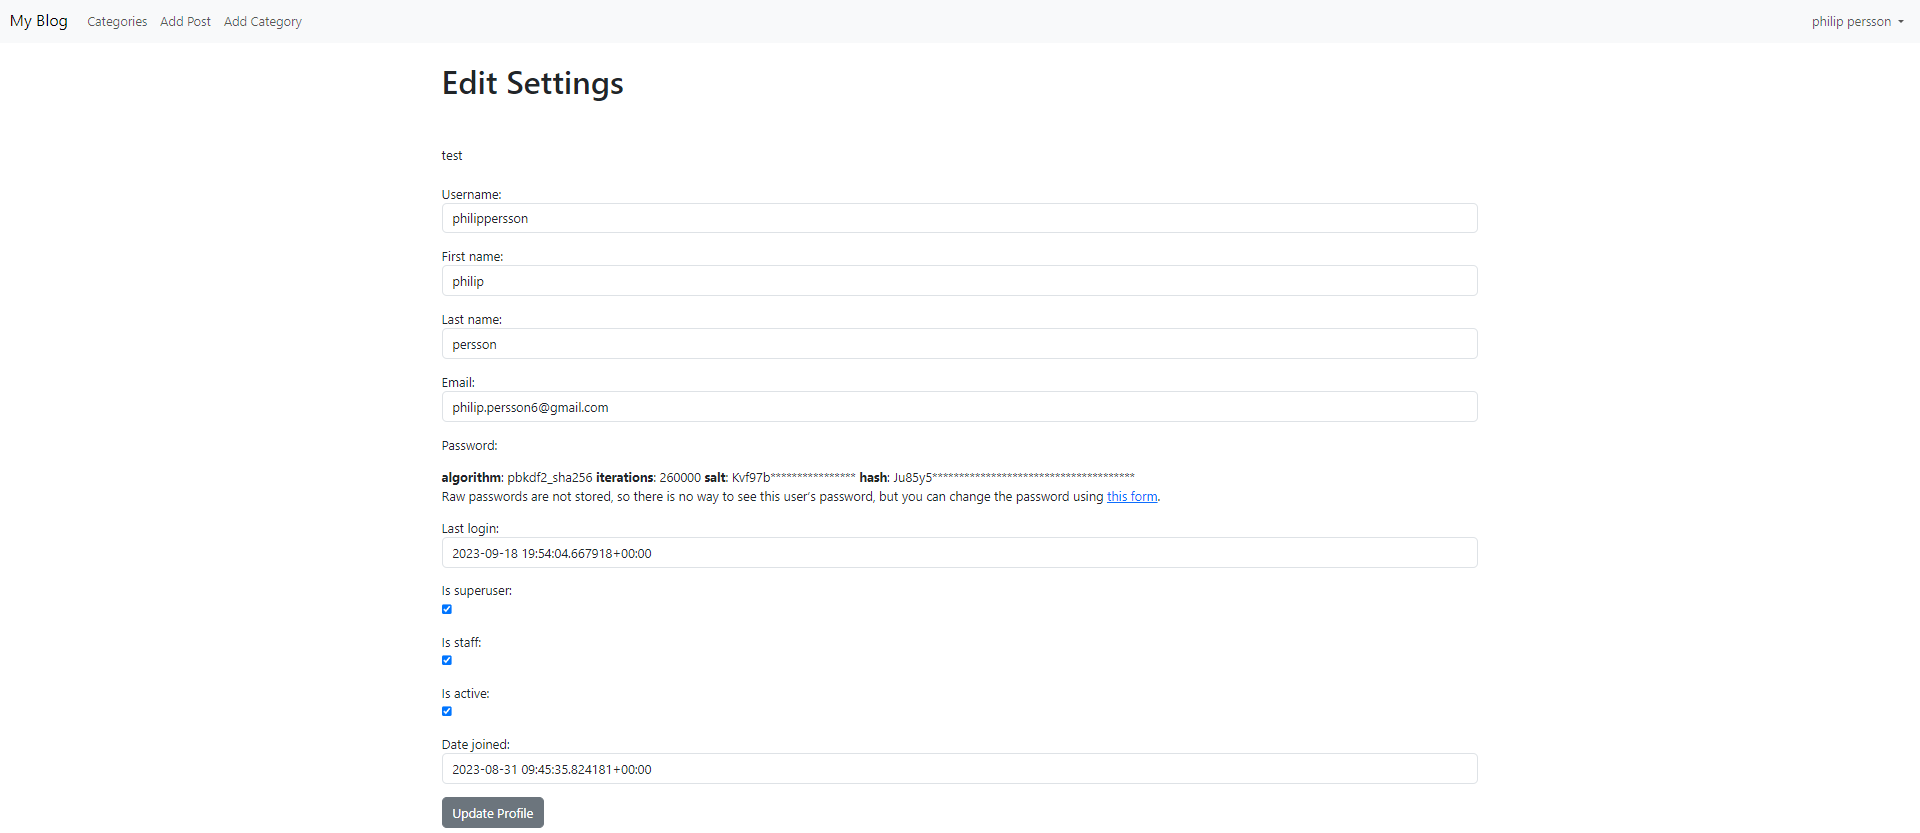 My Blog Categories Add Post Add Category philip persson
Edit Settings
test
Username:
philippersson
First name:
philip
Last name:
persson
Email:
philip.persson6@gmail.com
Password:
algorithm: pbkdf2_sha256 iterations: 260000 salt: Kvf97b**************** hash: Ju85y5**************************************
Raw passwords are not stored, so there is no way to see this user’s password, but you can change the password using this form.
Last login:
2023-09-18 19:54:04.667918+00:00
Is superuser:
Is staff:
Is active:
Date joined:
2023-08-31 09:45:35.824181+00:00
Update Profile